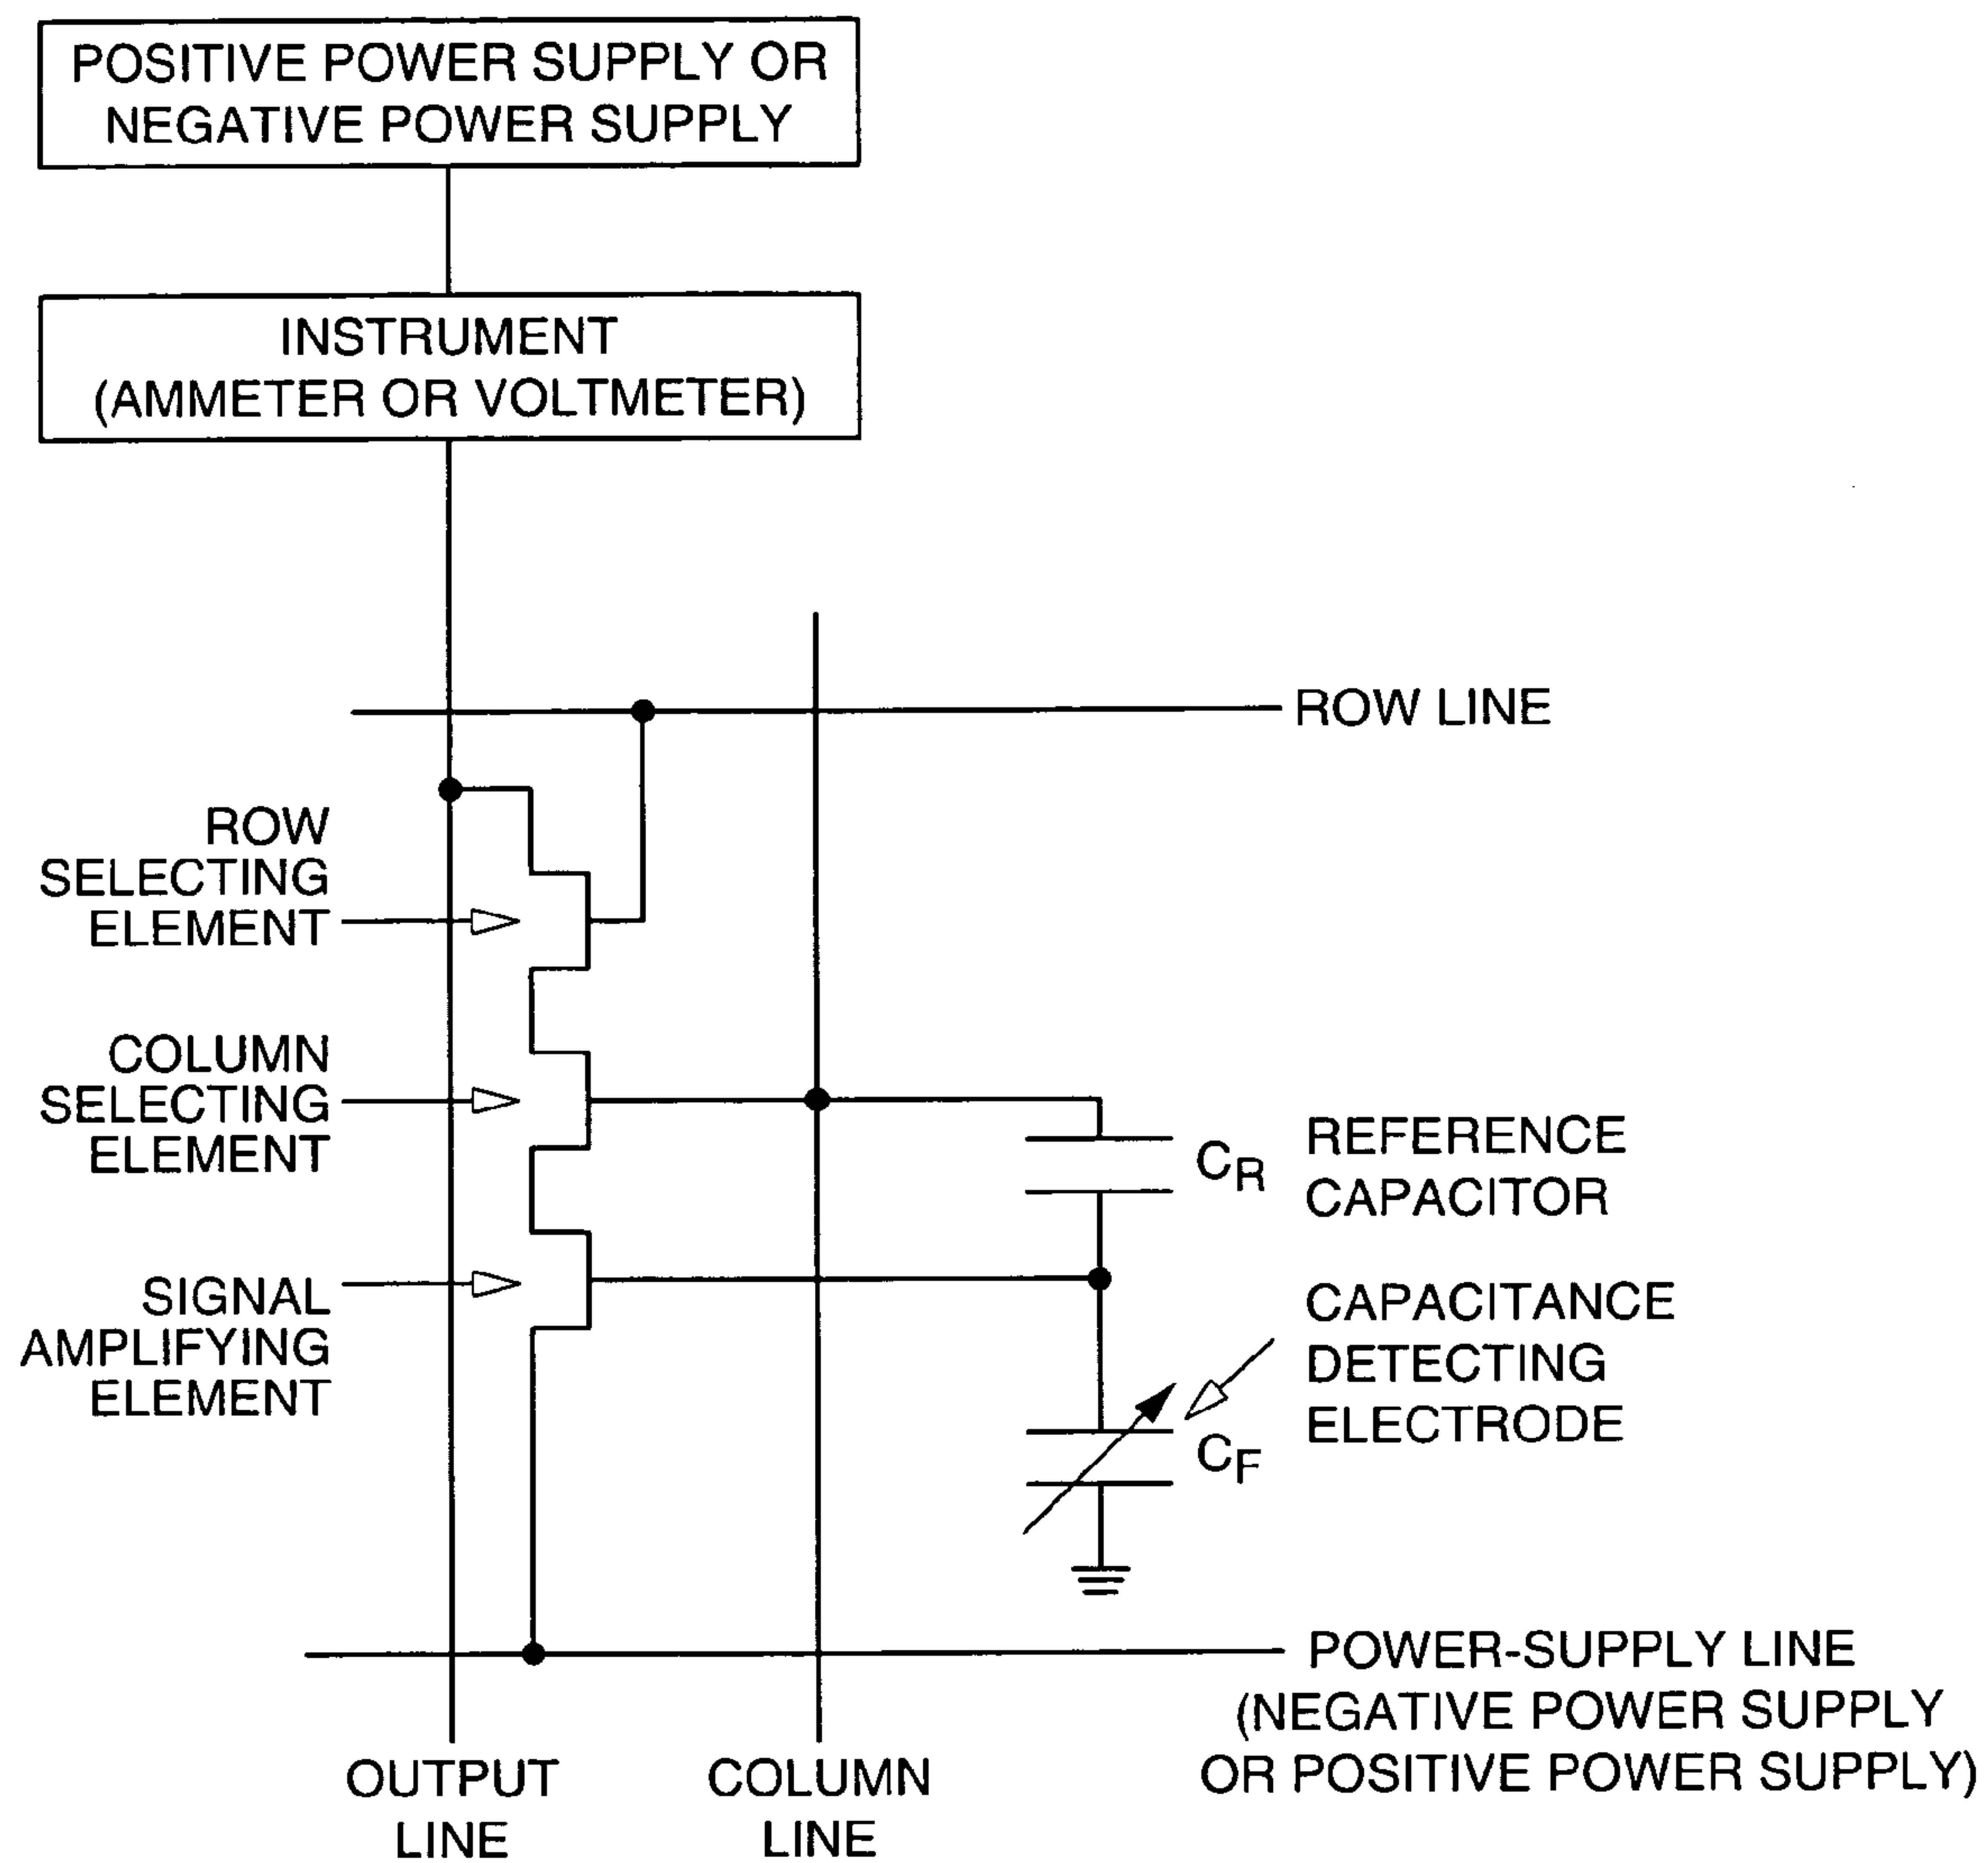 POSITIVE POWER SUPPLY OR
NEGATIVE POWER SUPPLY
INSTRUMENT
(AMMETER OR VOLTMETER)
ROW LINE
ROW
SELECTING
ELEMENT
COLUMN
SELECTING
ELEMENT
CR
REFERENCE
CAPACITOR
SIGNAL
AMPLIFYING
ELEMENT
CAPACITANCE
DETECTING
ELECTRODE
CF
POWER-SUPPLY LINE
(NEGATIVE POWER SUPPLY
OR POSITIVE POWER SUPPLY)
OUTPUT
LINE
COLUMN
LINE